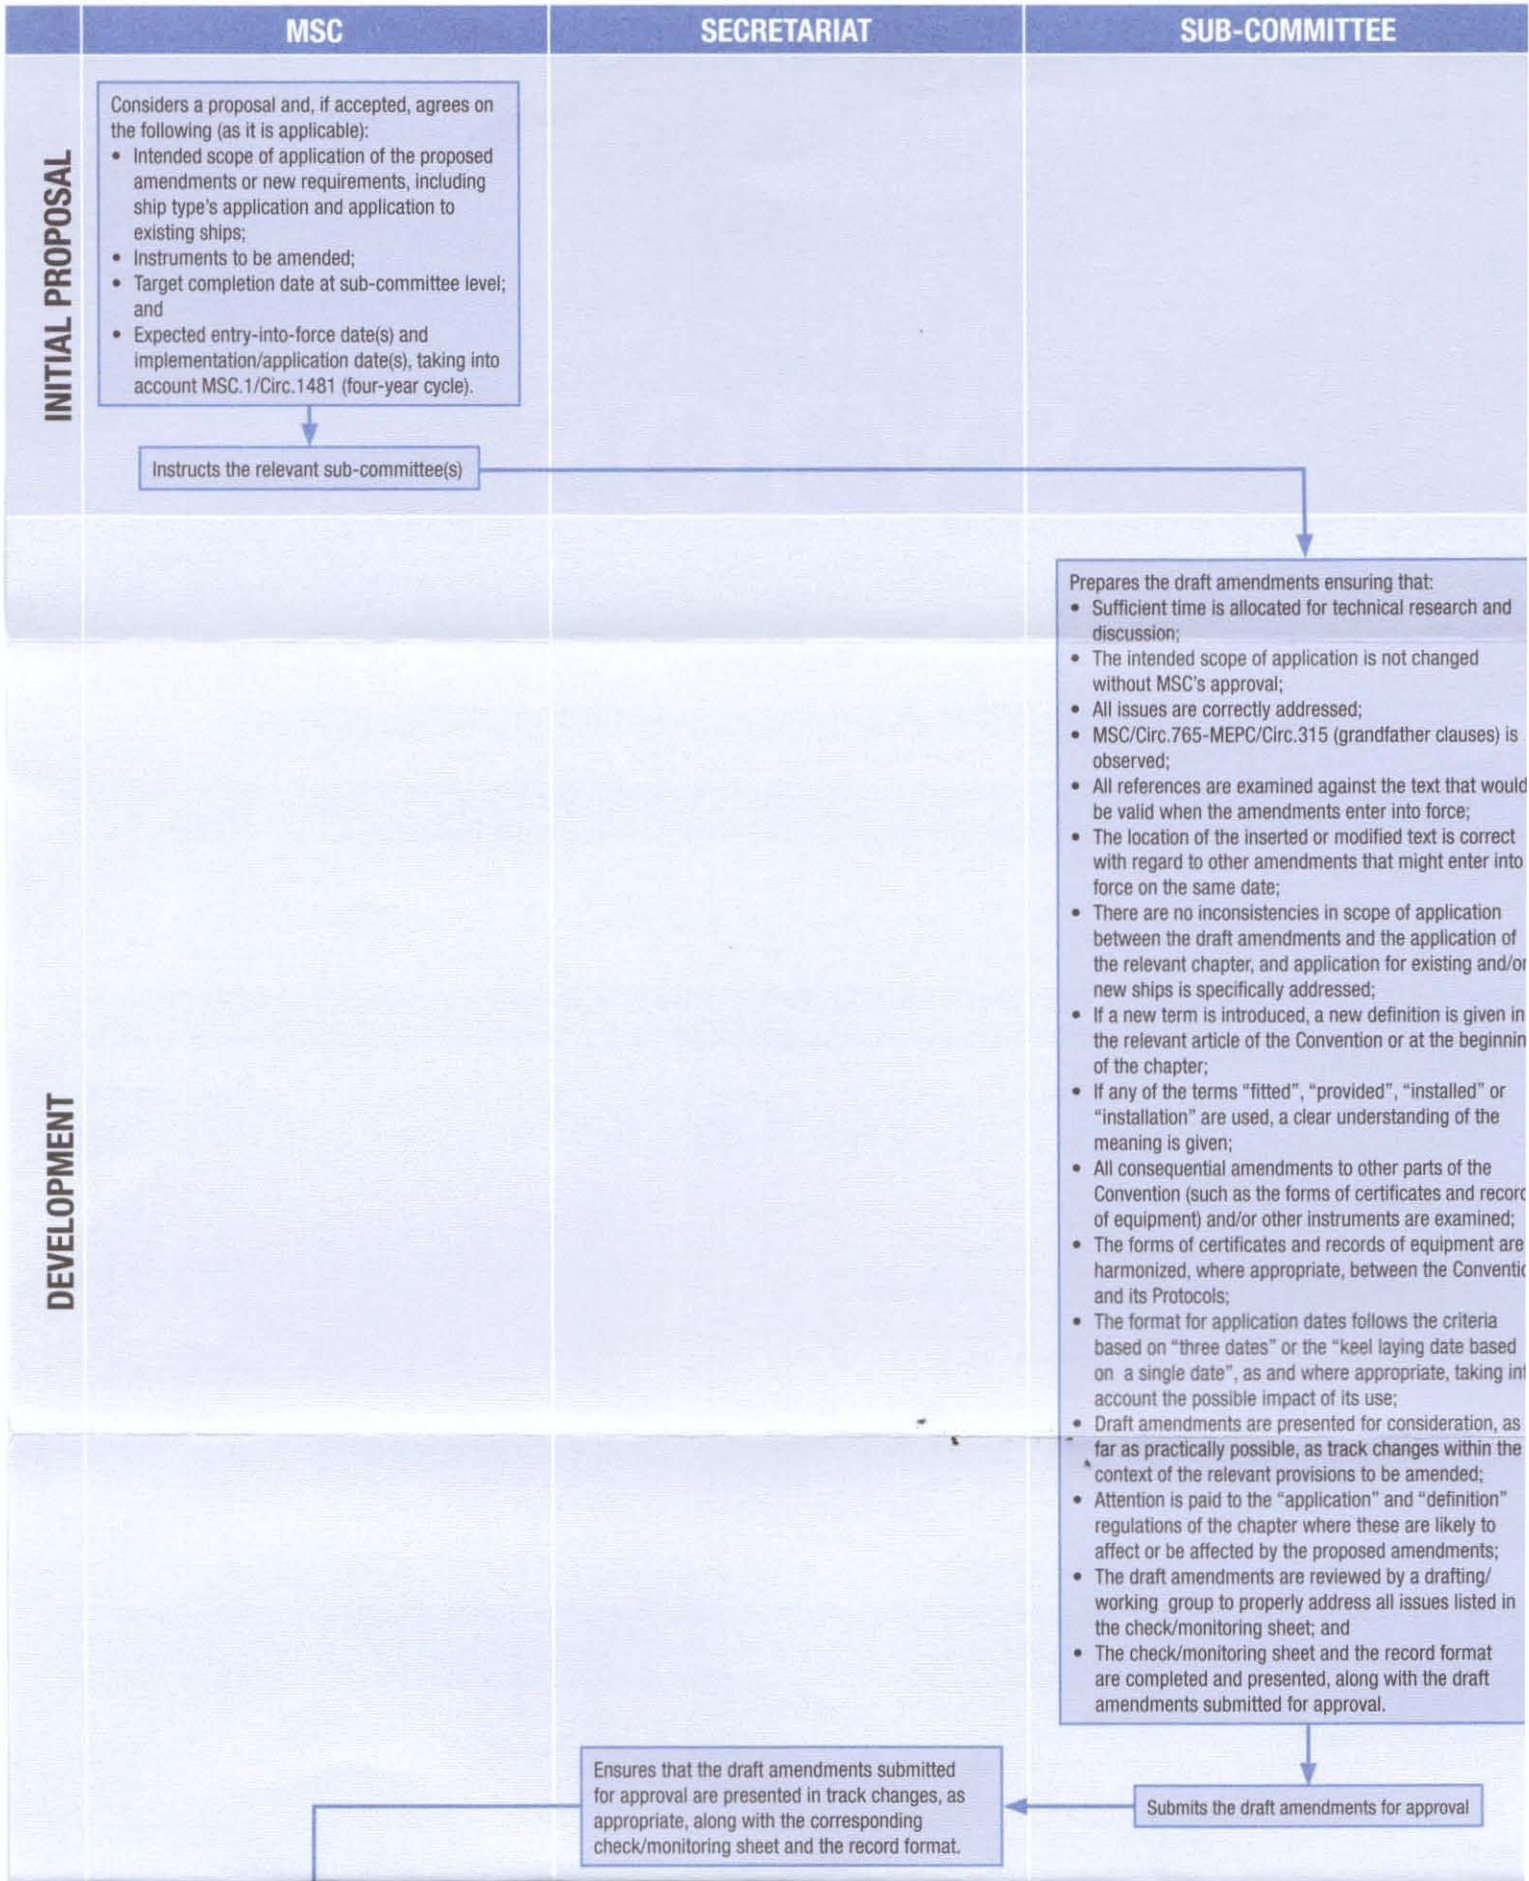 MSC
SECRETARIAT
SUB-COMMITTEE
INITIAL PROPOSAL
Considers a proposal and, if accepted, agrees on
the following (as it is applicable):
• Intended scope of application of the proposed
amendments or new requirements, including
ship type's application and application to
existing ships;
• Instruments to be amended;
• Target completion date at sub-committee level;
and
• Expected entry-into-force date(s) and
implementation/application date(s), taking into
account MSC.1/Circ.1481 (four-year cycle).
Instructs the relevant sub-committee(s)
DEVELOPMENT
Prepares the draft amendments ensuring that:
• Sufficient time is allocated for technical research and
discussion;
• The intended scope of application is not changed
without MSC's approval;
• All issues are correctly addressed;
• MSC/Circ.765-MEPC/Circ.315 (grandfather clauses) is
observed;
• All references are examined against the text that would
be valid when the amendments enter into force;
• The location of the inserted or modified text is correct
with regard to other amendments that might enter into
force on the same date;
• There are no inconsistencies in scope of application
between the draft amendments and the application of
the relevant chapter, and application for existing and/or
new ships is specifically addressed;
• If a new term is introduced, a new definition is given in
the relevant article of the Convention or at the beginnin
of the chapter;
• If any of the terms “fitted”, “provided”, “installed” or
“installation” are used, a clear understanding of the
meaning is given;
• All consequential amendments to other parts of the
Convention (such as the forms of certificates and record
of equipment) and/or other instruments are examined;
• The forms of certificates and records of equipment are
harmonized, where appropriate, between the Conventio
and its Protocols;
• The format for application dates follows the criteria
based on “three dates” or the “keel laying date based
on a single date”, as and where appropriate, taking int
account the possible impact of its use;
• Draft amendments are presented for consideration, as
far as practically possible, as track changes within the
context of the relevant provisions to be amended;
• Attention is paid to the “application” and “definition”
regulations of the chapter where these are likely to
affect or be affected by the proposed amendments;
• The draft amendments are reviewed by a drafting/
working group to properly address all issues listed in
the check/monitoring sheet; and
• The check/monitoring sheet and the record format
are completed and presented, along with the draft
amendments submitted for approval.
Submits the draft amendments for approval
Ensures that the draft amendments submitted
for approval are presented in track changes, as
appropriate, along with the corresponding
check/monitoring sheet and the record format.